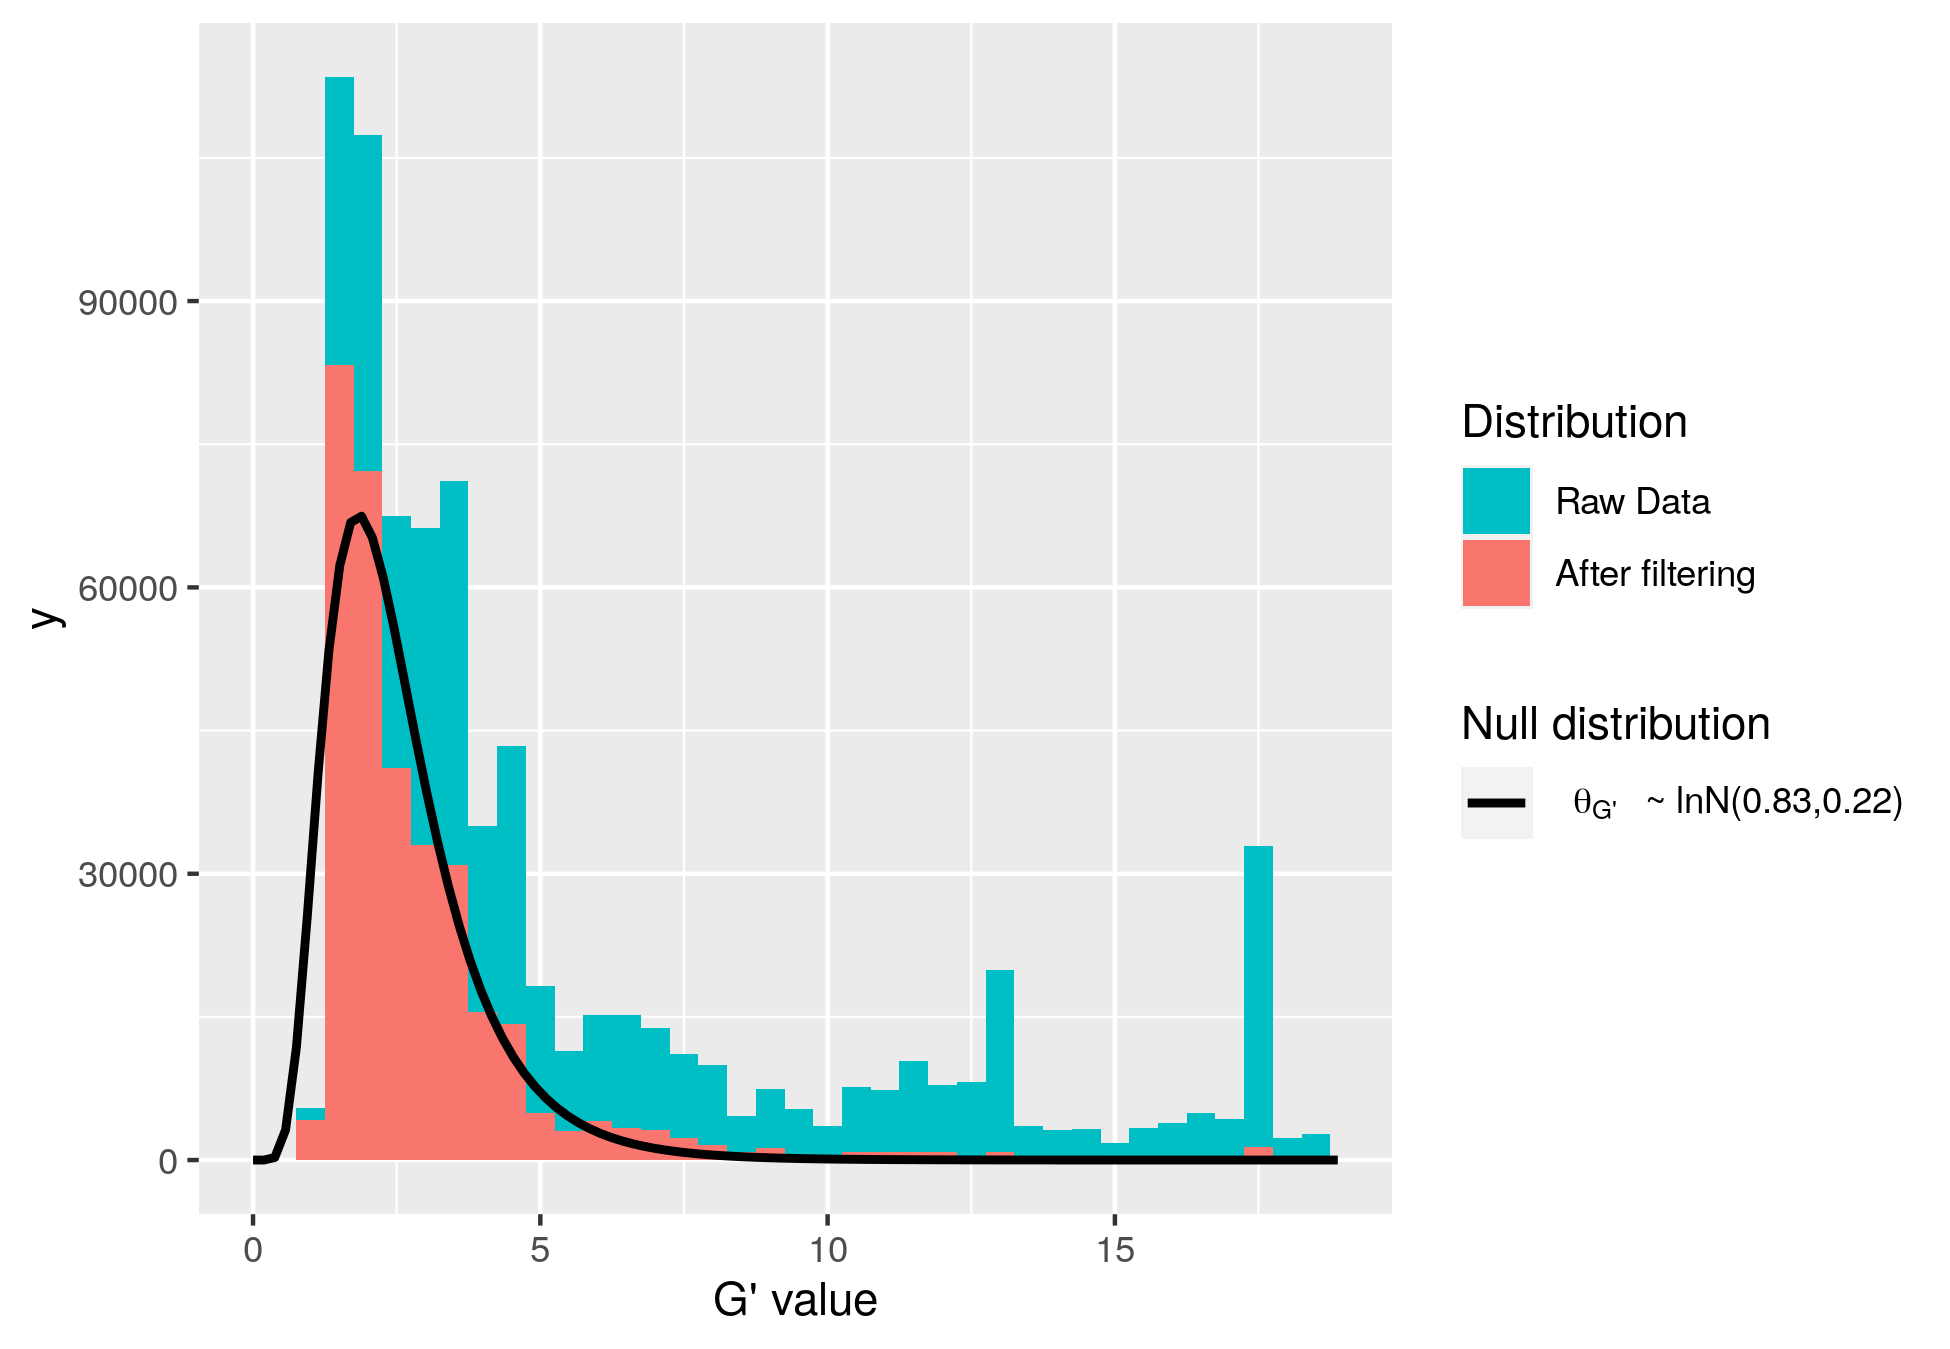 90000
60000
30000
0
y
0 5 10 15
G' value
Distribution
Raw Data
After filtering
Null distribution
θG' ~ lnN(0.83,0.22)